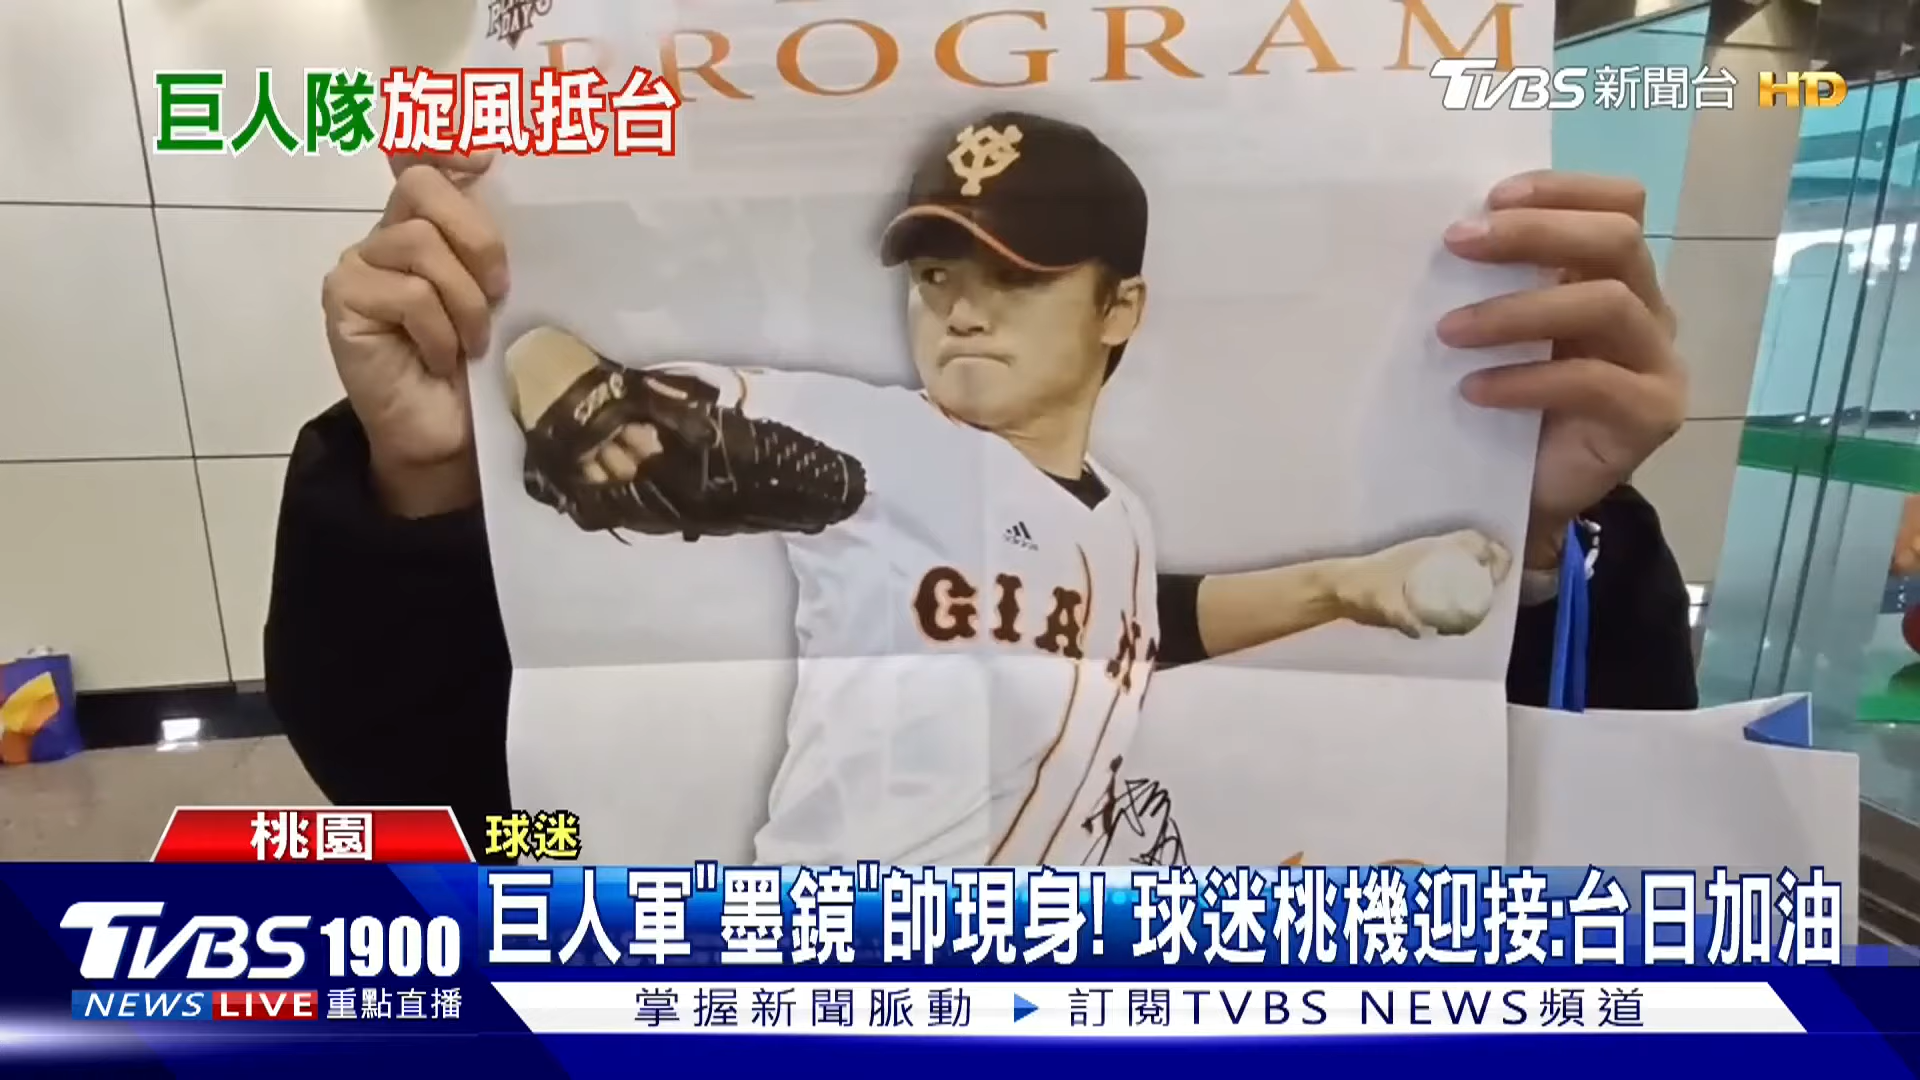 PROGRAM
巨人隊旋風抵台
TVBS新聞台 HD
adidas
GIANTS
桃園
球迷
巨人軍"墨鏡"帥現身! 球迷桃機迎接:台日加油
TVBS 1900
NEWS LIVE 重點直播
掌握新聞脈動 ▶ 訂閱TVBS NEWS頻道